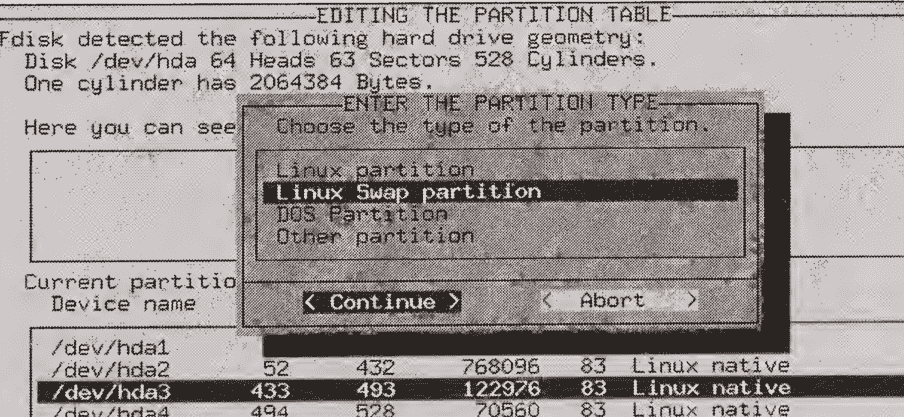 EDITING THE PARTITION TABLE
Fdisk detected the following hard drive geometry:
Disk /dev/hda 64 Heads 63 Sectors 528 Cylinders.
One cylinder has 2064384 Bytes.
ENTER THE PARTITION TYPE
Here you can see
Choose the type of the partition.
Linux partition
Linux Swap partition
DOS Partition
Other partition
Current partitio
Device name
< Continue > < Abort >
/dev/hda1
/dev/hda2 52 432 768096 83 Linux native
/dev/hda3 433 493 122976 83 Linux native
/dev/hda4 494 528 70560 83 Linux native